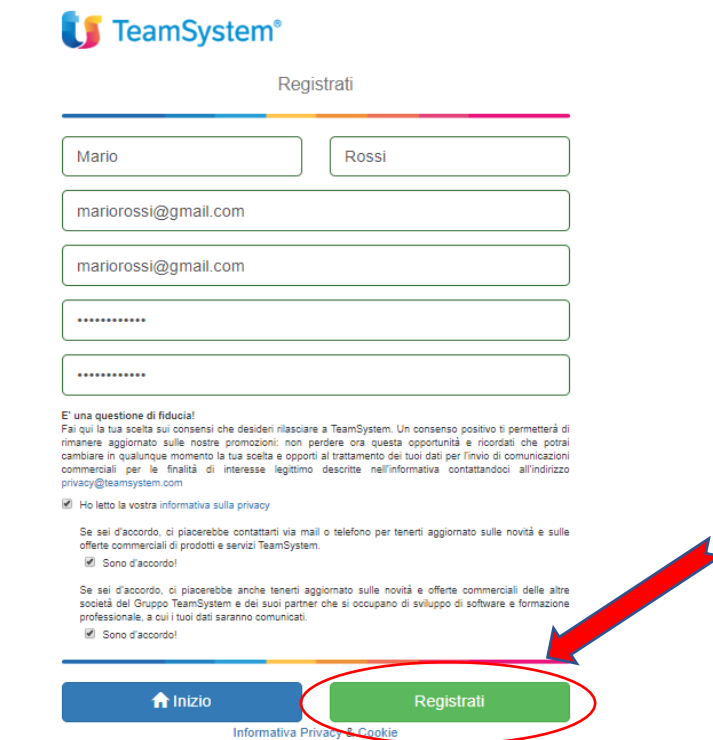 TeamSystem®
Registrati
Mario
Rossi
mariorossi@gmail.com
mariorossi@gmail.com
••••••••••••
••••••••••••
E' una questione di fiducia!
Fai qui la tua scelta sui consensi che desideri rilasciare a TeamSystem. Un consenso positivo ti permetterà di
rimanere aggiornato sulle nostre promozioni: non perdere ora questa opportunità e ricordati che potrai
cambiare in qualunque momento la tua scelta e opporti al trattamento dei tuoi dati per l'invio di comunicazioni
commerciali per le finalità di interesse legittimo descritte nell'informativa contattandoci all'indirizzo
privacy@teamsystem.com
Ho letto la vostra informativa sulla privacy
Se sei d'accordo, ci piacerebbe contattarti via mail o telefono per tenerti aggiornato sulle novità e sulle
offerte commerciali di prodotti e servizi TeamSystem.
Sono d'accordo!
Se sei d'accordo, ci piacerebbe anche tenerti aggiornato sulle novità e offerte commerciali delle altre
società del Gruppo TeamSystem e dei suoi partner che si occupano di sviluppo di software e formazione
professionale, a cui i tuoi dati saranno comunicati.
Sono d'accordo!
Inizio
Registrati
Informativa Privacy & Cookie